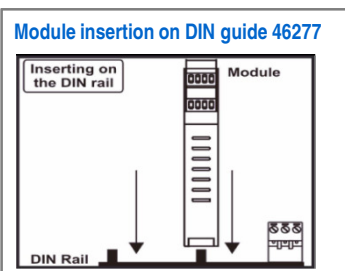 Module insertion on DIN guide 46277
Inserting on
the DIN rail
Module
DIN Rail